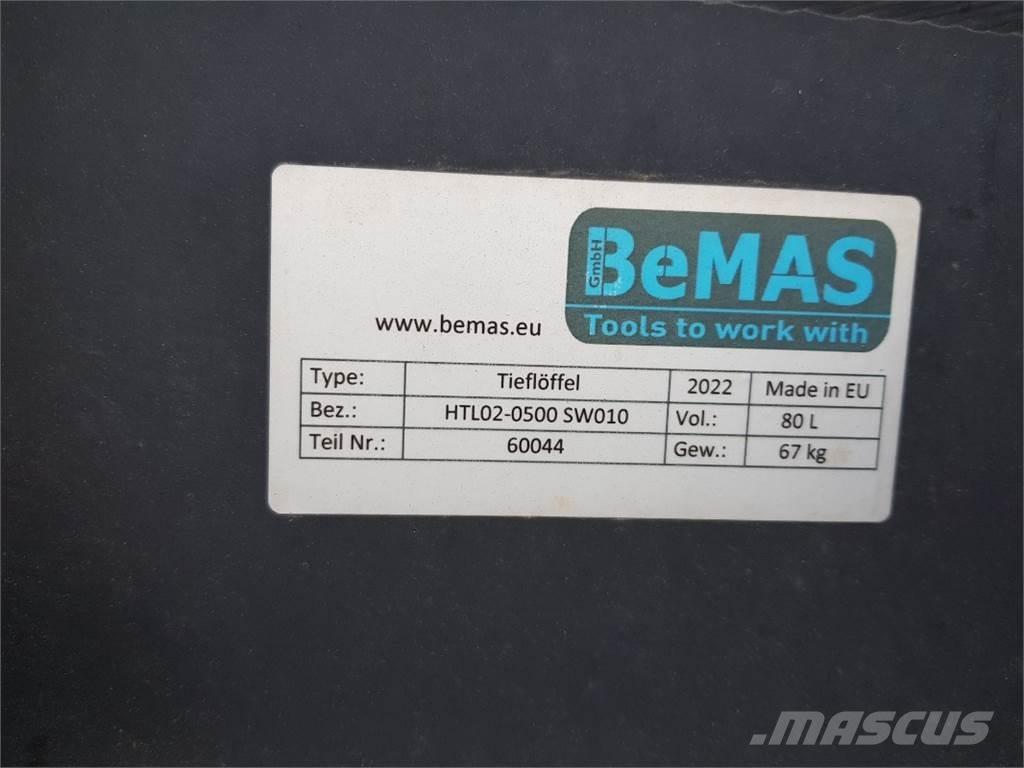 GmbH BeMAS
Tools to work with
www.bemas.eu
Type: Tieflöffel 2022 Made in EU
Bez.: HTL02-0500 SW010 Vol.: 80 L
Teil Nr.: 60044 Gew.: 67 kg
.MASCUS